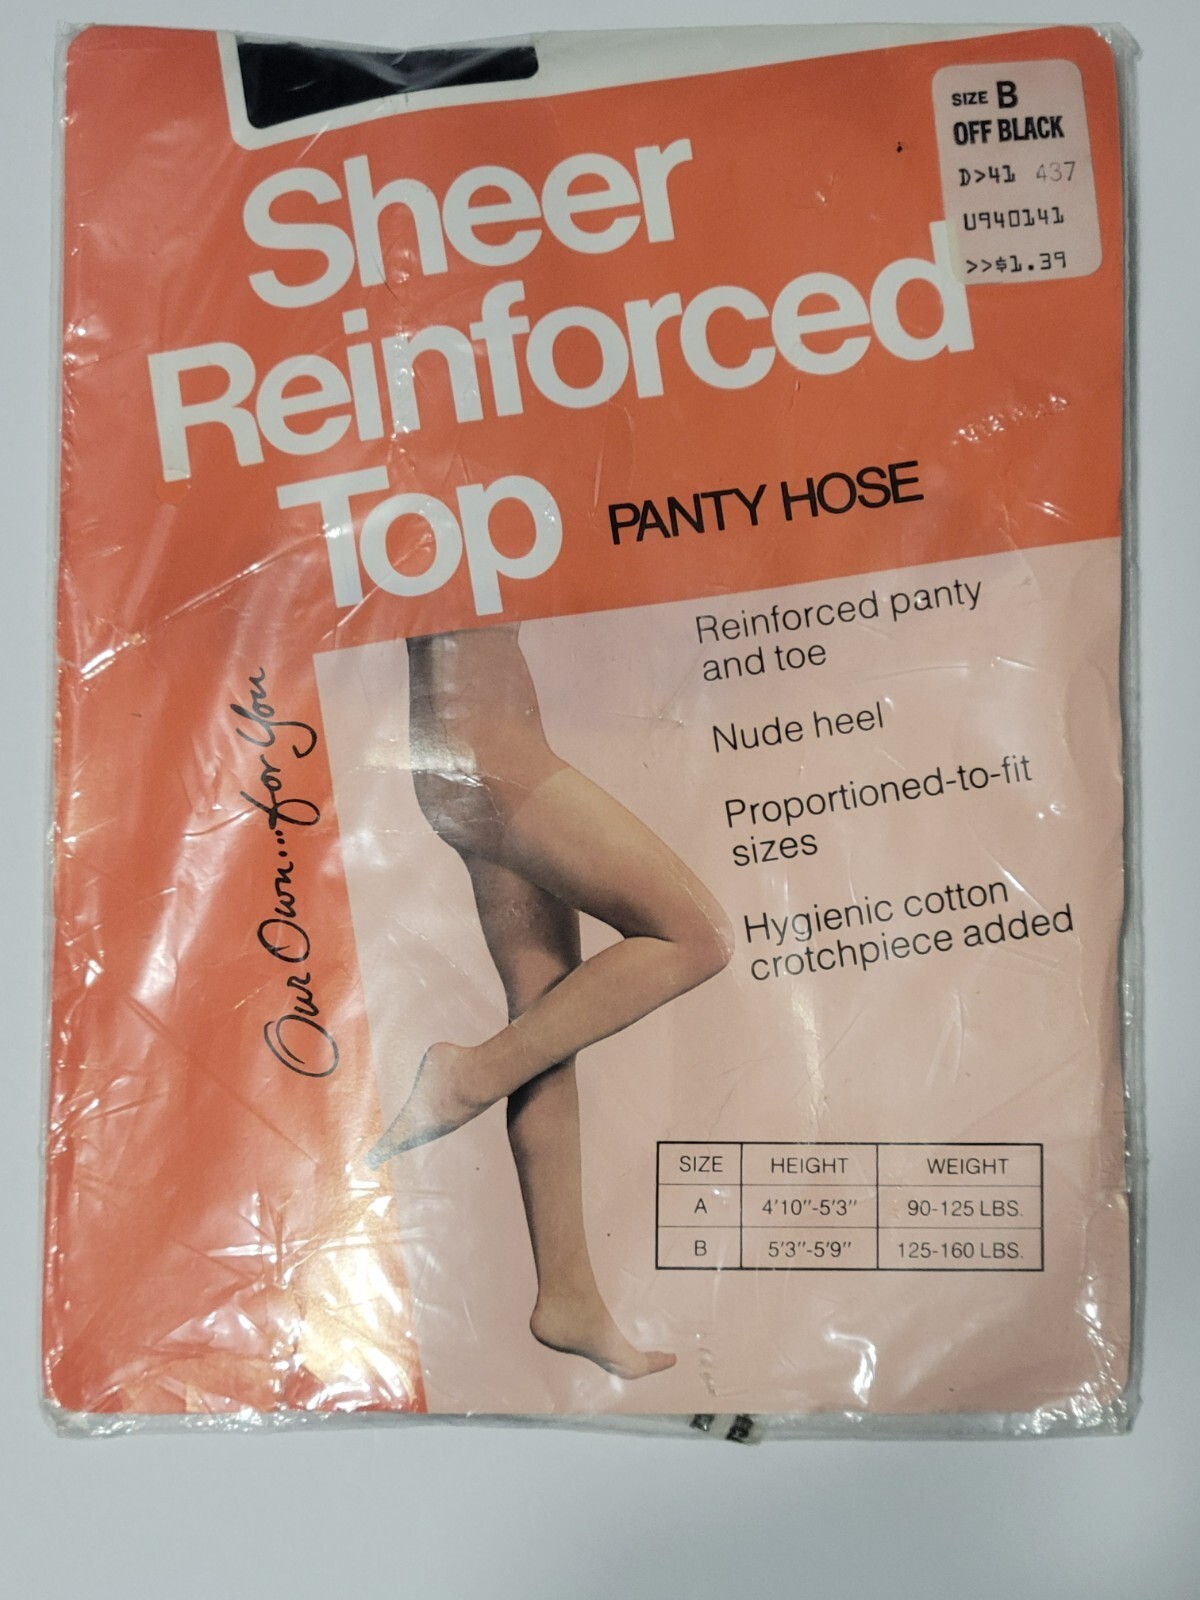 SIZE B
OFF BLACK
D>41 437
U940141
>>$1.39
Sheer
Reinforced
Top PANTY HOSE
Our Own...for You
Reinforced panty
and toe
Nude heel
Proportioned-to-fit
sizes
Hygienic cotton
crotchpiece added
SIZE HEIGHT WEIGHT
A 4'10"-5'3" 90-125 LBS.
B 5'3"-5'9" 125-160 LBS.